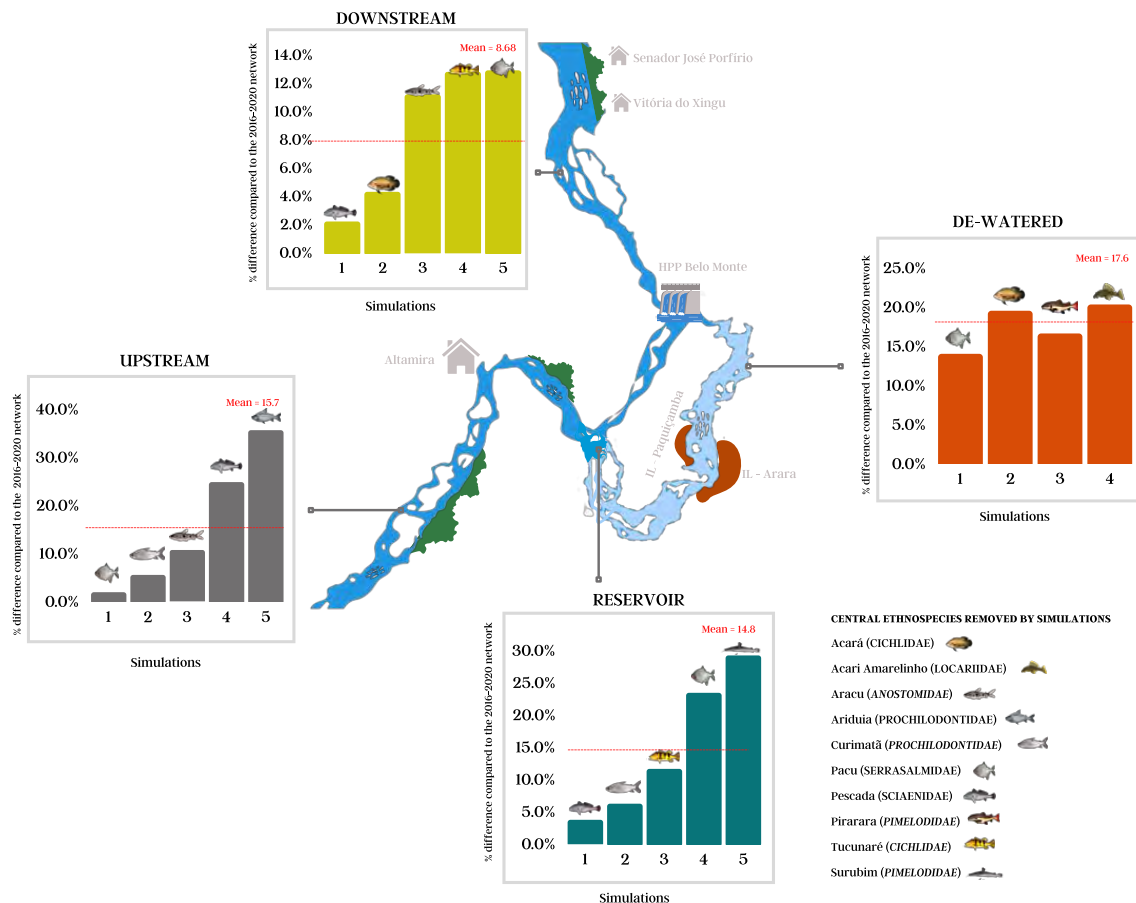 DOWNSTREAM
Mean = 8.68
% difference compared to the 2016-2020 network
14.0%
12.0%
10.0%
8.0%
6.0%
4.0%
2.0%
0.0%
1 2 3 4 5
Simulations
Senador José Porfírio
Vitória do Xingu
HPP Belo Monte
Altamira
IL - Paquiçamba
IL - Arara
DE-WATERED
Mean = 17.6
% difference compared to the 2016-2020 network
25.0%
20.0%
15.0%
10.0%
5.0%
0.0%
1 2 3 4
Simulations
UPSTREAM
Mean = 15.7
% difference compared to the 2016-2020 network
40.0%
30.0%
20.0%
10.0%
0.0%
1 2 3 4 5
Simulations
RESERVOIR
Mean = 14.8
% difference compared to the 2016-2020 network
30.0%
25.0%
20.0%
15.0%
10.0%
5.0%
0.0%
1 2 3 4 5
Simulations
CENTRAL ETHNOSPECIES REMOVED BY SIMULATIONS
Acará (CICHLIDAE)
Acari Amarelinho (LOCARIIDAE)
Aracu (ANOSTOMIDAE)
Ariduia (PROCHILODONTIDAE)
Curimatã (PROCHILODONTIDAE)
Pacu (SERRASALMIDAE)
Pescada (SCIAENIDAE)
Pirarara (PIMELODIDAE)
Tucunaré (CICHLIDAE)
Surubim (PIMELODIDAE)